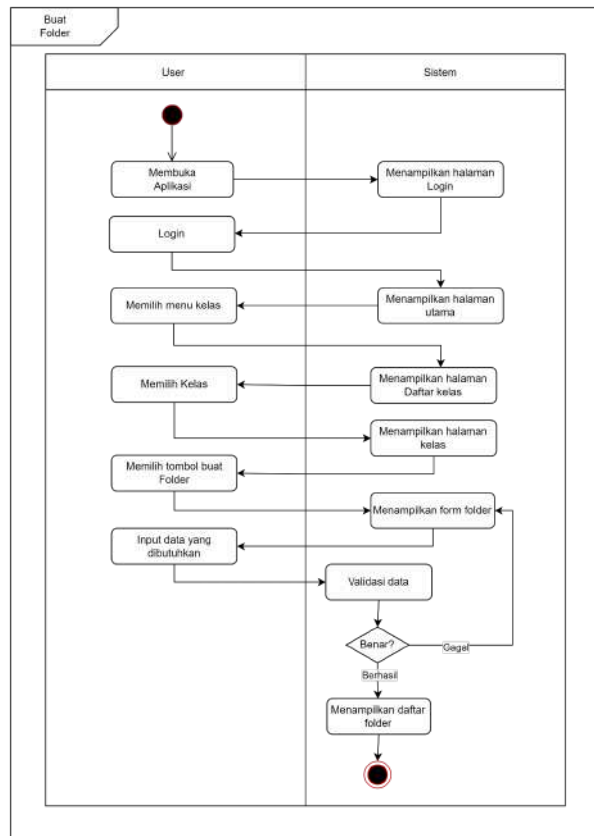 Buat
Folder
User
Sistem
Membuka
Aplikasi
Menampilkan halaman
Login
Login
Menampilkan halaman
utama
Memilih menu kelas
Menampilkan halaman
Daftar kelas
Memilih Kelas
Menampilkan halaman
kelas
Memilih tombol buat
Folder
Menampilkan form folder
Input data yang
dibutuhkan
Validasi data
Benar?
Gagal
Berhasil
Menampilkan daftar
folder